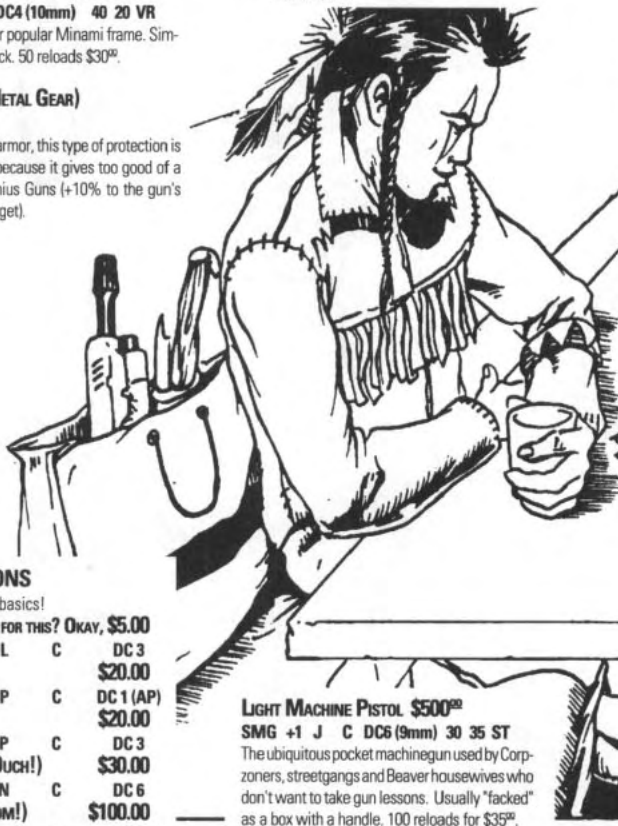 DC4 (10mm) 40 20 VR
popular Minami frame. Sim-
ck. 50 reloads $30⁰⁰.
ETAL GEAR)
armor, this type of protection is
because it gives too good of a
nius Guns (+10% to the gun's
get).
ONS
basics!
FOR THIS? OKAY, $5.00
L C DC 3
$20.00
P C DC 1 (AP)
$20.00
P C DC 3
OUCH!) $30.00
N C DC 6
OM!) $100.00
LIGHT MACHINE PISTOL $500⁰⁰
SMG +1 J C DC6 (9mm) 30 35 ST
The ubiquitous pocket machinegun used by Corp-
zoners, streetgangs and Beaver housewives who
don't want to take gun lessons. Usually "facked"
as a box with a handle. 100 reloads for $35⁰⁰.